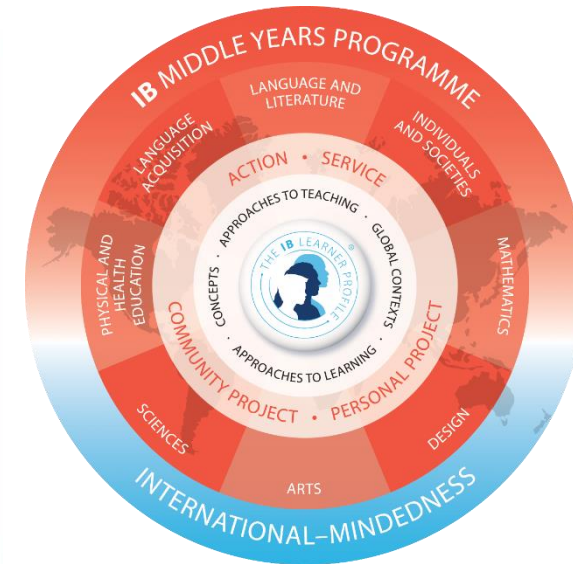 IB MIDDLE YEARS PROGRAMME
LANGUAGE AND
LITERATURE
INDIVIDUALS
AND SOCIETIES
MATHEMATICS
DESIGN
ARTS
SCIENCES
PHYSICAL AND
HEALTH
EDUCATION
LANGUAGE
ACQUISITION
ACTION • SERVICE
COMMUNITY PROJECT • PERSONAL PROJECT
APPROACHES TO TEACHING • GLOBAL CONTEXTS •
APPROACHES TO LEARNING • CONCEPTS •
THE IB LEARNER PROFILE
®
INTERNATIONAL–MINDEDNESS